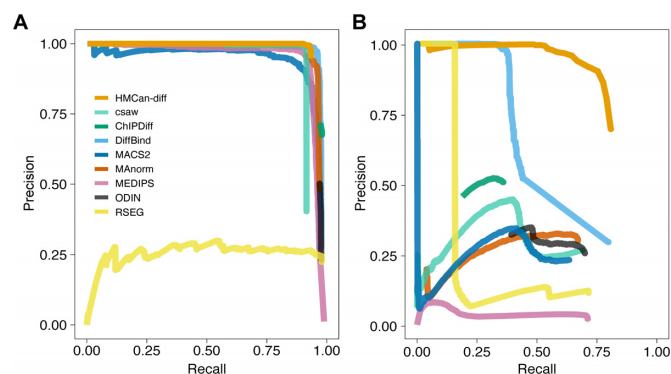 A
B
1.00
0.75
0.50
0.25
0.00
Precision
HMCan-diff
csaw
ChIPDiff
DiffBind
MACS2
MAnorm
MEDIPS
ODIN
RSEG
0.00 0.25 0.50 0.75 1.00
Recall
1.00
0.75
0.50
0.25
0.00
Precision
0.00 0.25 0.50 0.75 1.00
Recall